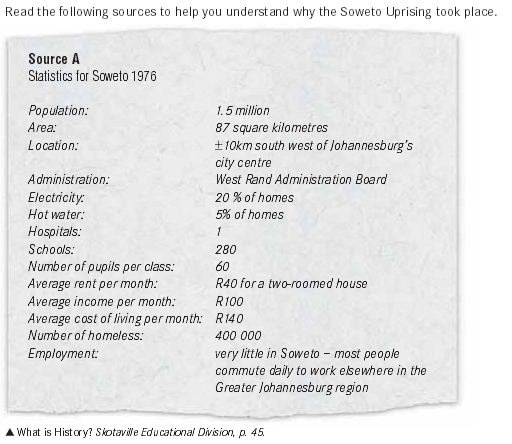 Read the following sources to help you understand why the Soweto Uprising took place.
Source A
Statistics for Soweto 1976
Population: 1.5 million
Area: 87 square kilometres
Location: ±10km south west of Johannesburg's
city centre
Administration: West Rand Administration Board
Electricity: 20 % of homes
Hot water: 5% of homes
Hospitals: 1
Schools: 280
Number of pupils per class: 60
Average rent per month: R40 for a two-roomed house
Average income per month: R100
Average cost of living per month: R140
Number of homeless: 400 000
Employment: very little in Soweto – most people
commute daily to work elsewhere in the
Greater Johannesburg region
▲ What is History? Skotaville Educational Division, p. 45.